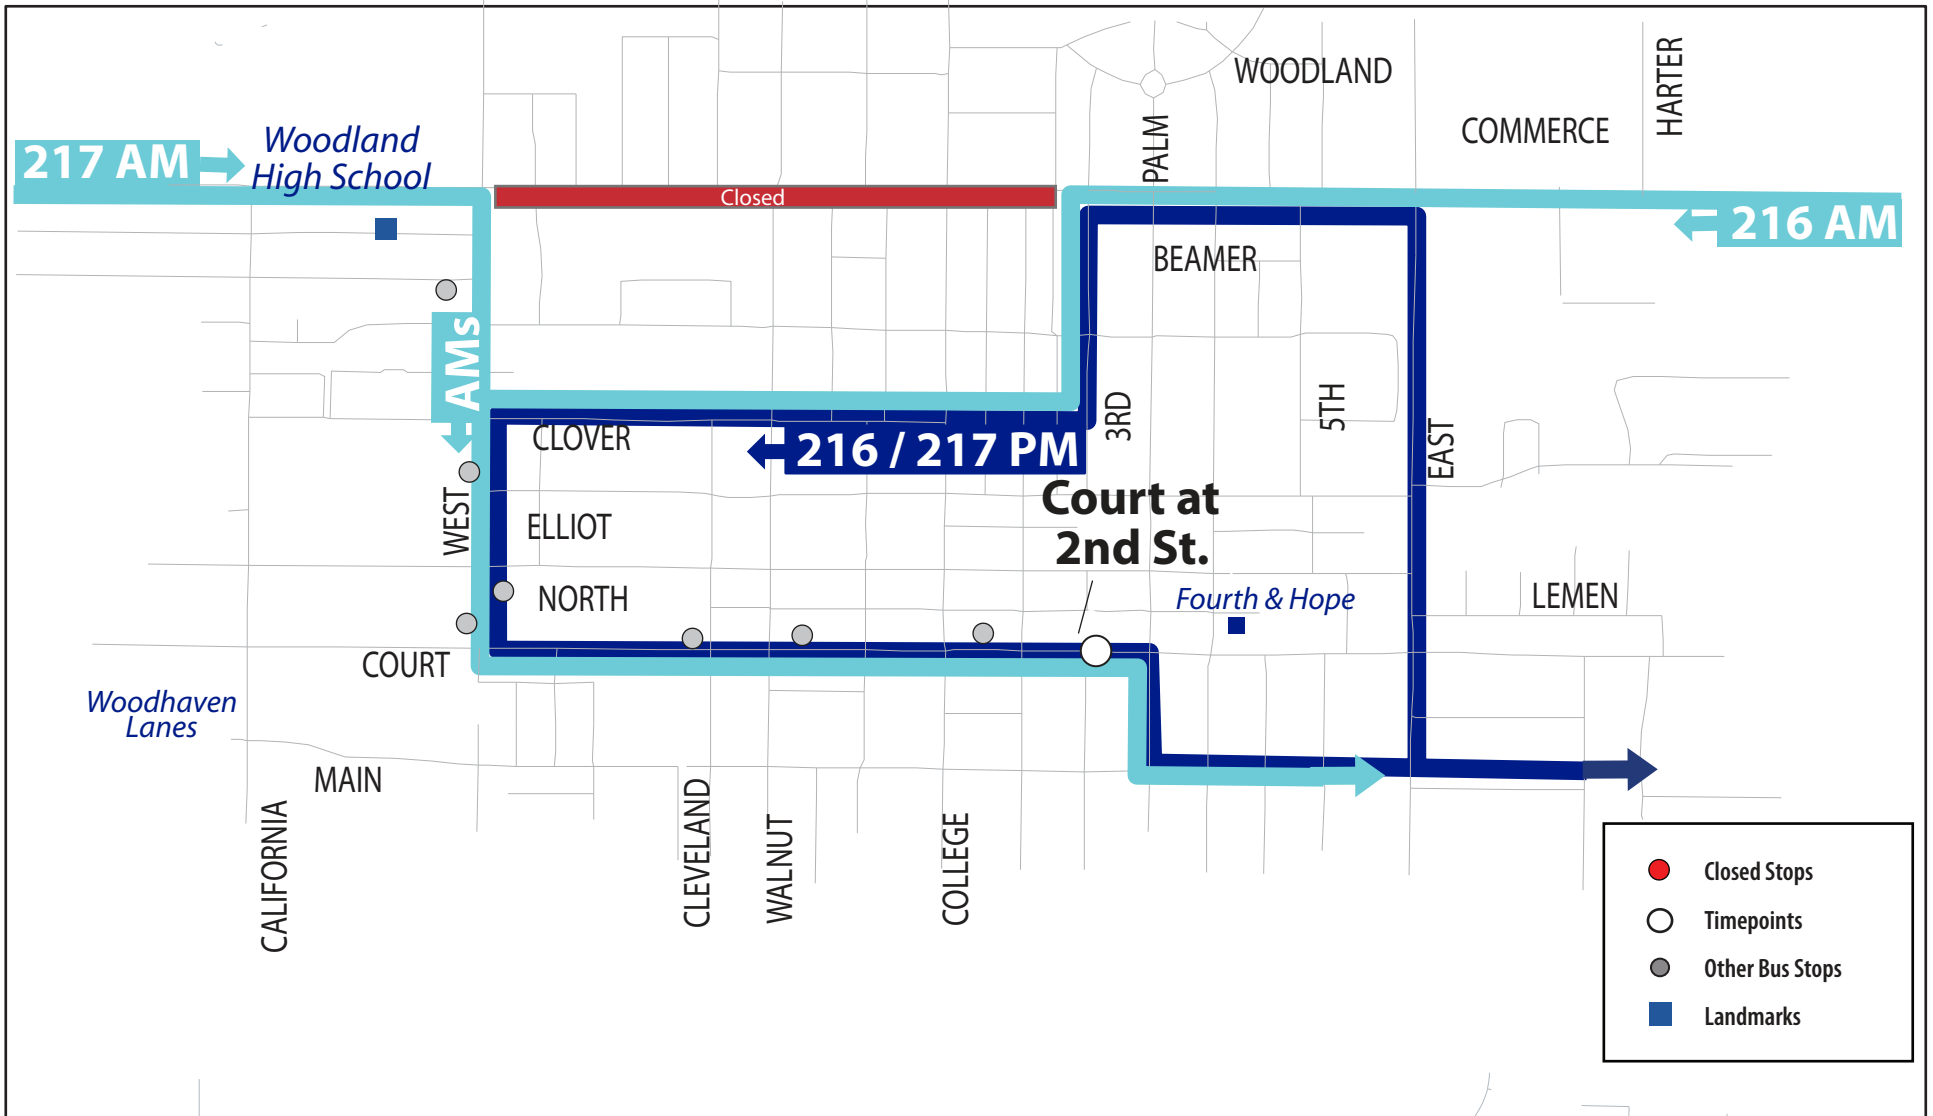 WOODLAND
HARTER
COMMERCE
PALM
217 AM
Woodland
High School
Closed
216 AM
BEAMER
AMs
3RD
5TH
EAST
CLOVER
216 / 217 PM
WEST
ELLIOT
Court at
2nd St.
NORTH
Fourth & Hope
LEMEN
COURT
Woodhaven
Lanes
MAIN
CALIFORNIA
CLEVELAND
WALNUT
COLLEGE
Closed Stops
Timepoints
Other Bus Stops
Landmarks